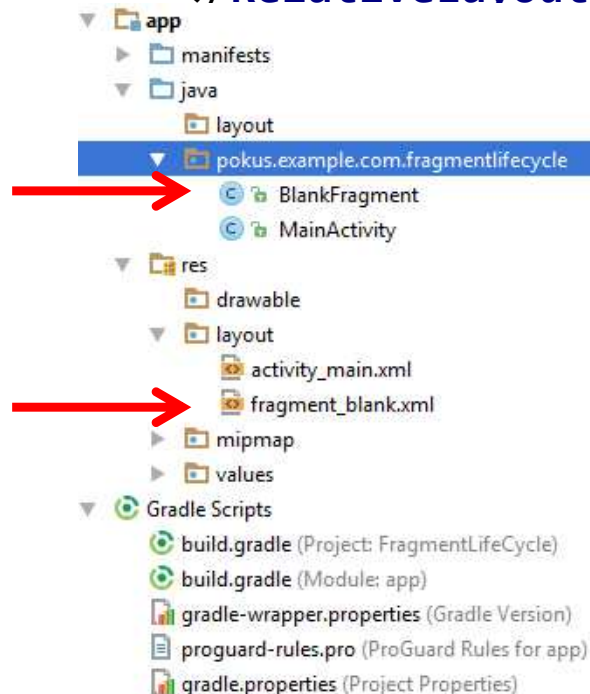 app
manifests
java
layout
pokus.example.com.fragmentlifecycle
BlankFragment
MainActivity
res
drawable
layout
activity_main.xml
fragment_blank.xml
mipmap
values
Gradle Scripts
build.gradle (Project: FragmentLifeCycle)
build.gradle (Module: app)
gradle-wrapper.properties (Gradle Version)
proguard-rules.pro (ProGuard Rules for app)
gradle.properties (Project Properties)